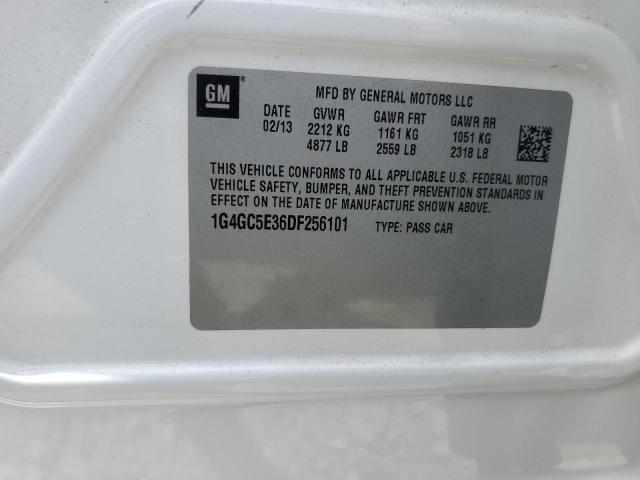 GM ®
MFD BY GENERAL MOTORS LLC
DATE GVWR GAWR FRT GAWR RR
02/13 2212 KG 1161 KG 1051 KG
4877 LB 2559 LB 2318 LB
THIS VEHICLE CONFORMS TO ALL APPLICABLE U.S. FEDERAL MOTOR
VEHICLE SAFETY, BUMPER, AND THEFT PREVENTION STANDARDS IN
EFFECT ON THE DATE OF MANUFACTURE SHOWN ABOVE.
1G4GC5E36DF256101 TYPE: PASS CAR